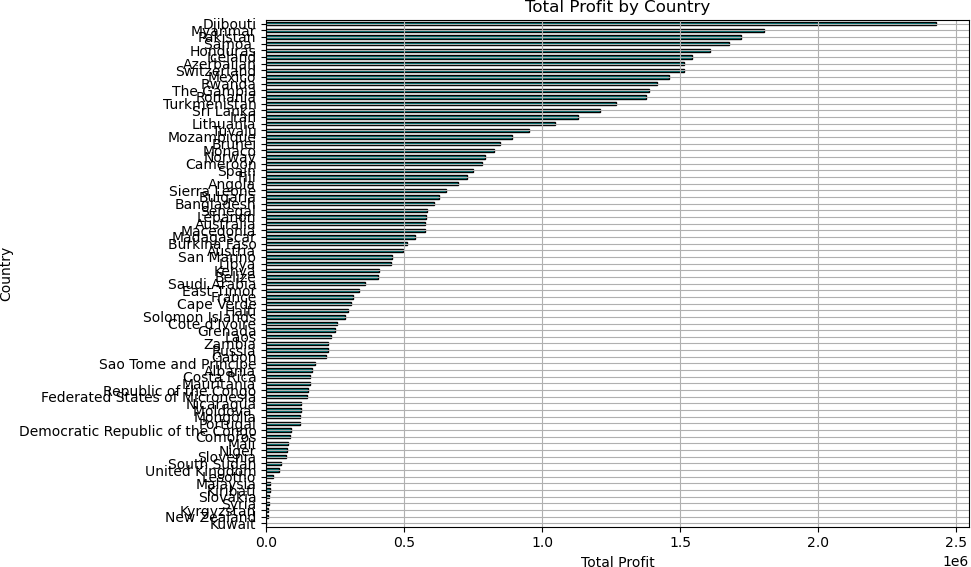 Total Profit by Country
Djibouti
Myanmar
Pakistan
Samoa
Honduras
Iceland
Azerbaijan
Switzerland
Mexico
Rwanda
The Gambia
Romania
Turkmenistan
Sri Lanka
Iran
Lithuania
Tuvalu
Mozambique
Brunei
Monaco
Norway
Cameroon
Spain
Fiji
Angola
Sierra Leone
Bulgaria
Bangladesh
Senegal
Lebanon
Australia
Macedonia
Madagascar
Burkina Faso
Austria
San Marino
Libya
Kenya
Belize
Saudi Arabia
East Timor
France
Cape Verde
Haiti
Solomon Islands
Cote d'Ivoire
Grenada
Laos
Zambia
Russia
Gabon
Sao Tome and Principe
Albania
Costa Rica
Mauritania
Republic of the Congo
Federated States of Micronesia
Nicaragua
Moldova
Mongolia
Portugal
Democratic Republic of the Congo
Comoros
Mali
Niger
Slovenia
South Sudan
United Kingdom
Lesotho
Malaysia
Kiribati
Slovakia
Syria
Kyrgyzstan
New Zealand
Kuwait
Country
0.0 0.5 1.0 1.5 2.0 2.5
1e6
Total Profit